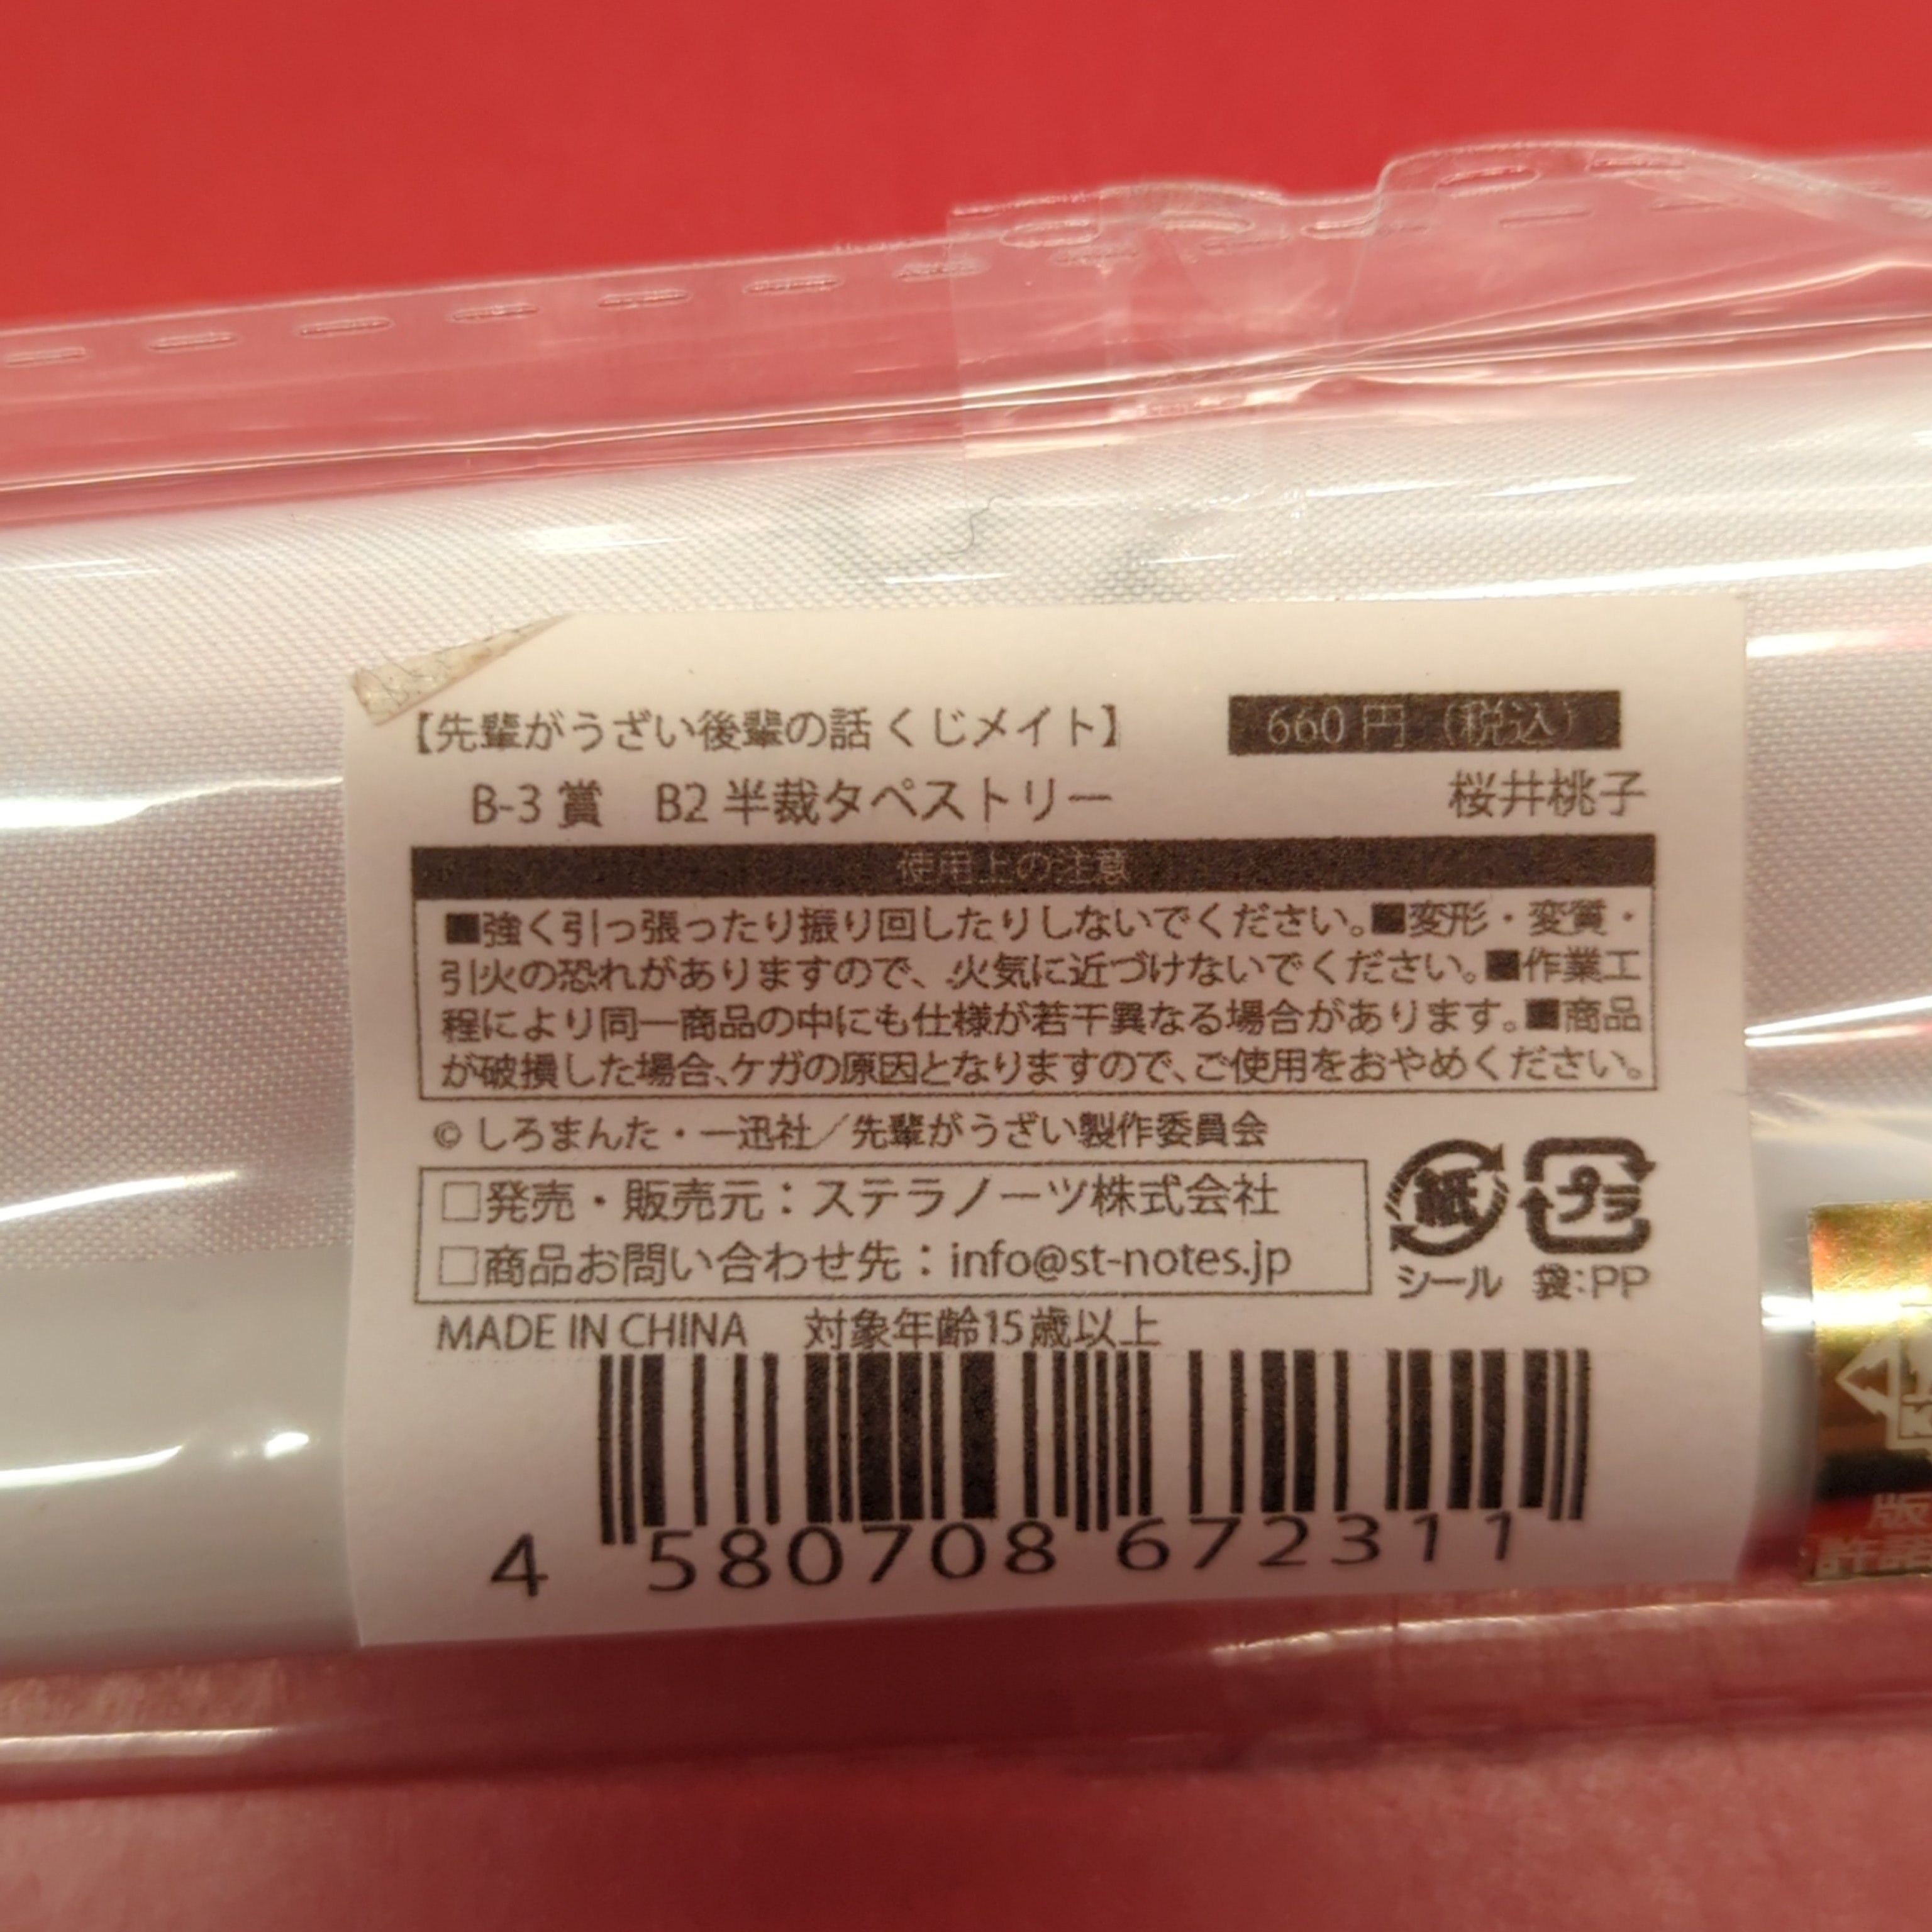 【先輩がうざい後輩の話 くじメイト】 660円（税込）
B-3賞 B2半裁タペストリー 桜井桃子
使用上の注意
■強く引っ張ったり振り回したりしないでください。■変形・変質・
引火の恐れがありますので、火気に近づけないでください。■作業工
程により同一商品の中にも仕様が若干異なる場合があります。■商品
が破損した場合、ケガの原因となりますので、ご使用をおやめください。
© しろまんた・一迅社／先輩がうざい製作委員会
□発売・販売元：ステラノーツ株式会社
□商品お問い合わせ先：info@st-notes.jp
紙 プラ
シール 袋：PP
MADE IN CHINA 対象年齢15歳以上
4 580708 672311
版
許諾